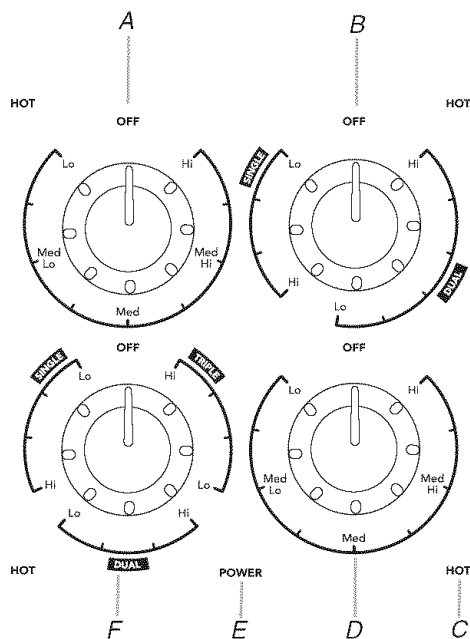 A B
HOT HOT
OFF OFF
Lo Hi SINGLE Lo Hi
Med Lo Med Hi Hi DUAL
Med Lo
OFF OFF
SINGLE Lo Hi TRIPLE Lo Hi
Hi Lo Med Lo Med Hi
Lo Hi Med
DUAL
HOT POWER HOT
F E D C